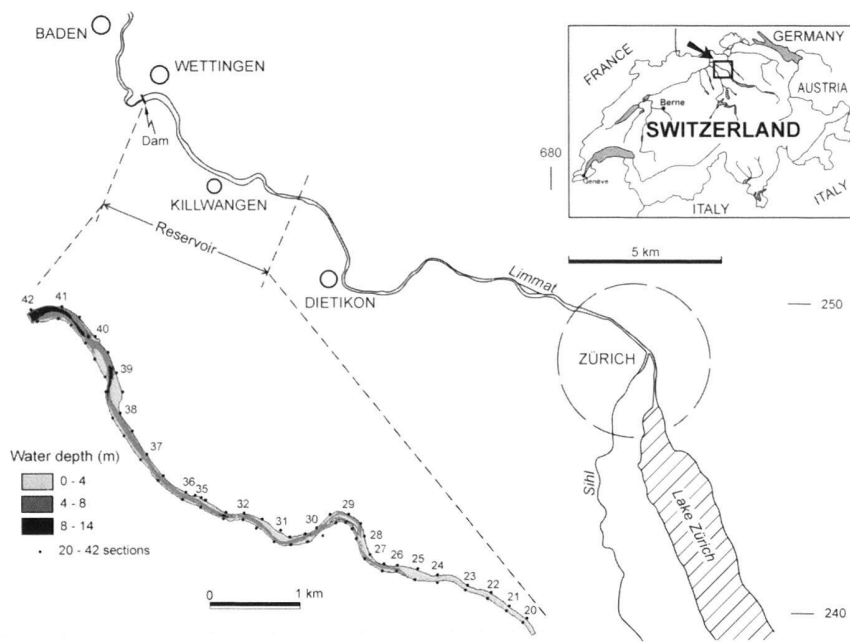 BADEN
WETTINGEN
Dam
KILLWANGEN
Reservoir
DIETIKON
Limmat
ZÜRICH
Sihl
Lake Zürich
GERMANY
FRANCE
AUSTRIA
Berne
SWITZERLAND
Genève
ITALY
ITALY
680
5 km
250
240
42
41
40
39
38
37
36
35
32
31
30
29
28
27
26
25
24
23
22
21
20
Water depth (m)
0 - 4
4 - 8
8 - 14
20 - 42 sections
0 1 km